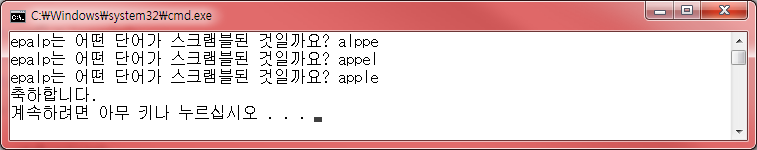 C:₩Windows₩system32₩cmd.exe
epalp는 어떤 단어가 스크램블된 것일까요? alppe
epalp는 어떤 단어가 스크램블된 것일까요? appel
epalp는 어떤 단어가 스크램블된 것일까요? apple
축하합니다.
계속하려면 아무 키나 누르십시오 . . .